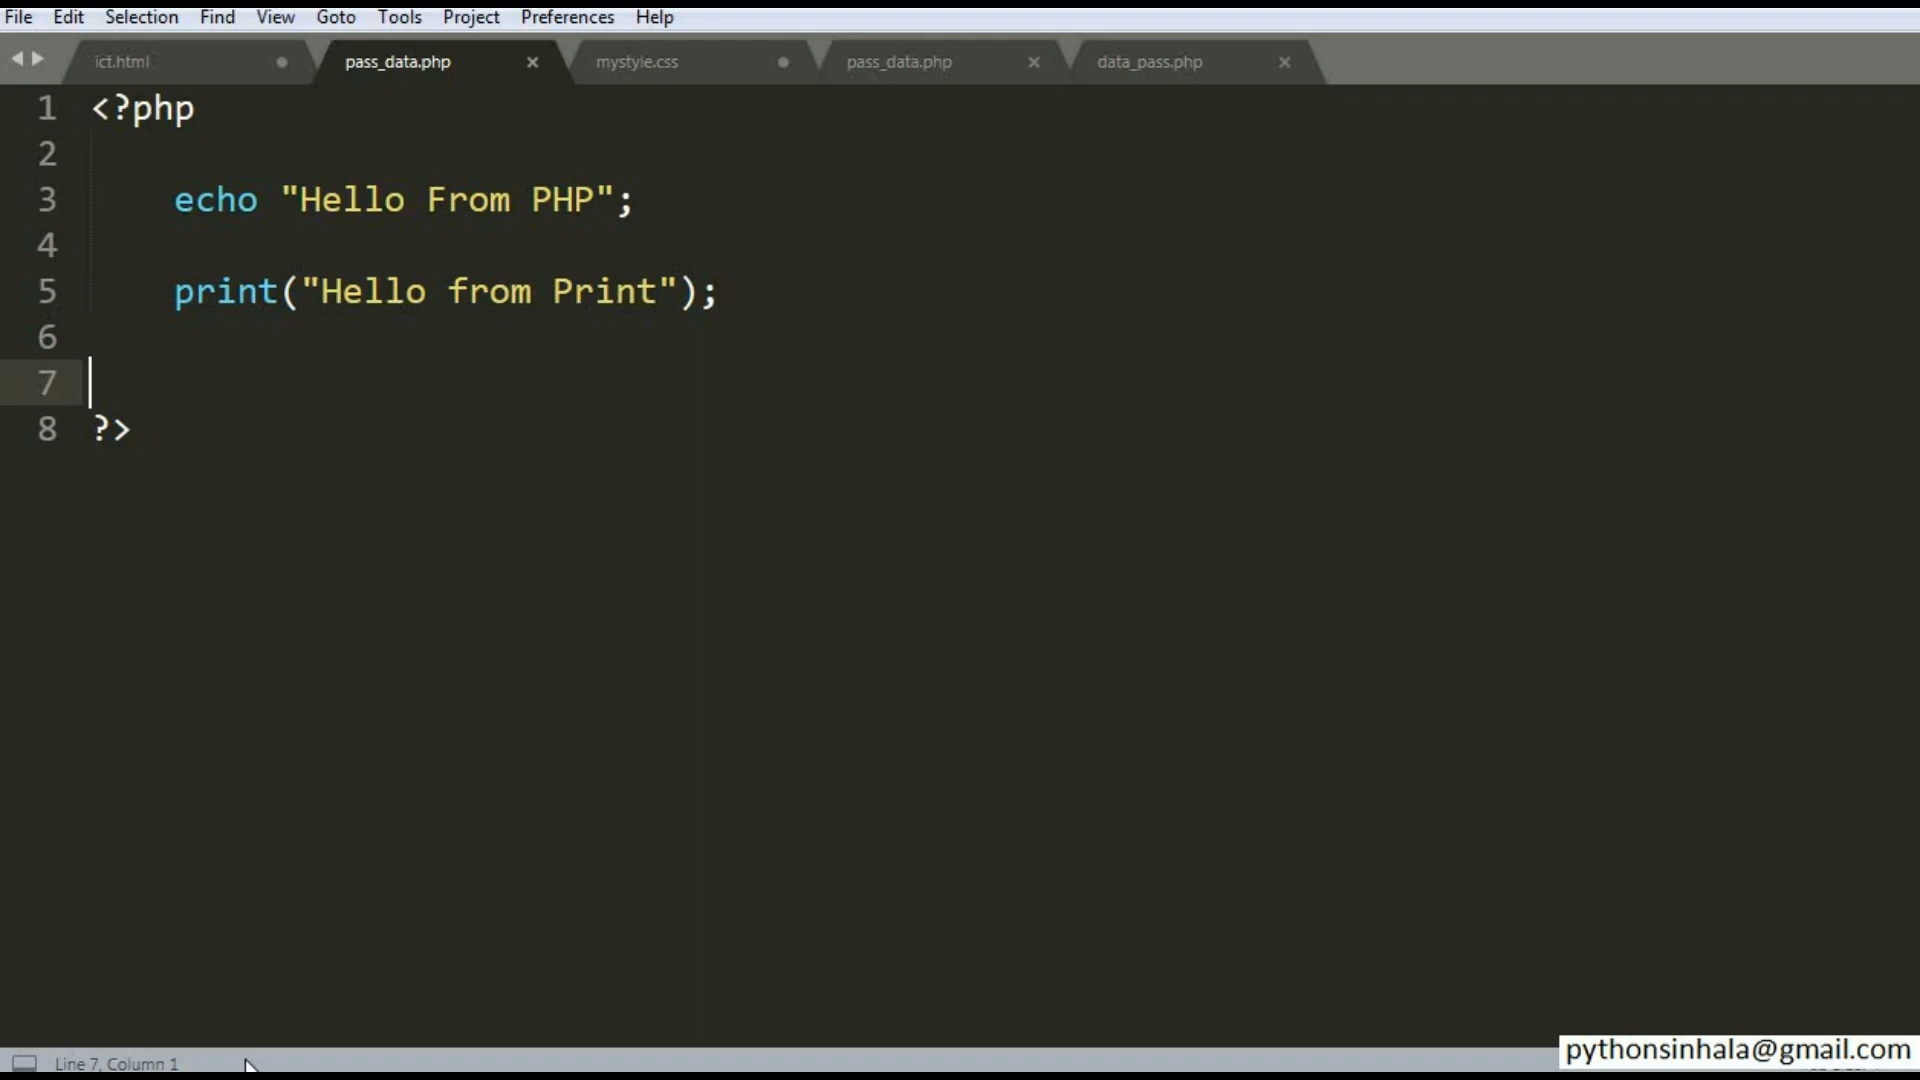 File Edit Selection Find View Goto Tools Project Preferences Help
ict.html pass_data.php mystyle.css pass_data.php data_pass.php
1 <?php
2
3 echo "Hello From PHP";
4
5 print("Hello from Print");
6
7
8 ?>
Line 7, Column 1
pythonsinhala@gmail.com